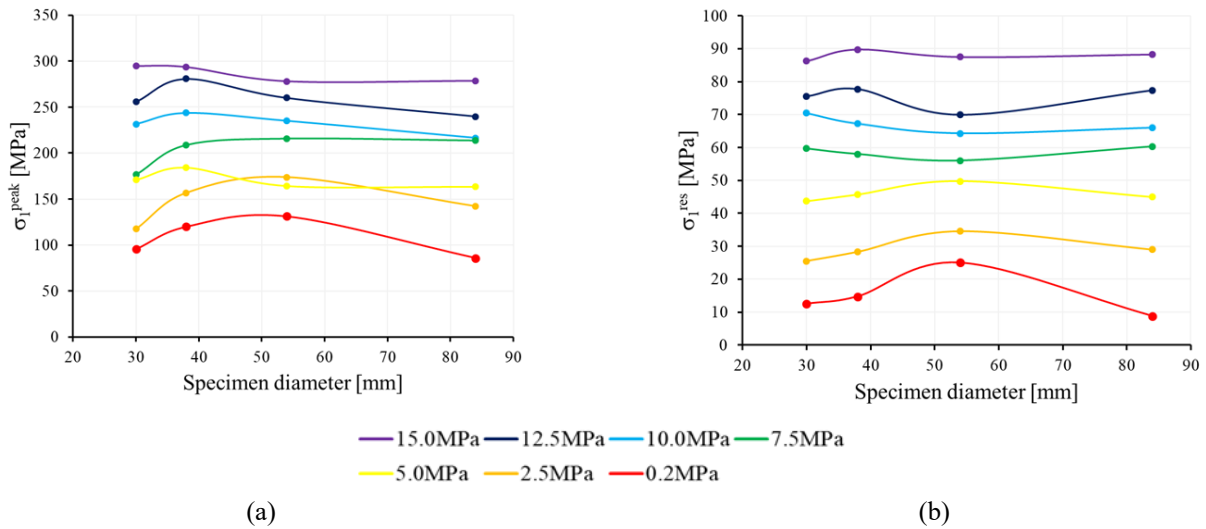 350
300
250
200
150
100
50
0
σ₁ᵖᵉᵃᵏ [MPa]
20 30 40 50 60 70 80 90
Specimen diameter [mm]
100
90
80
70
60
50
40
30
20
10
0
σ₁ʳᵉˢ [MPa]
20 30 40 50 60 70 80 90
Specimen diameter [mm]
15.0MPa 12.5MPa 10.0MPa 7.5MPa
5.0MPa 2.5MPa 0.2MPa
(a) (b)